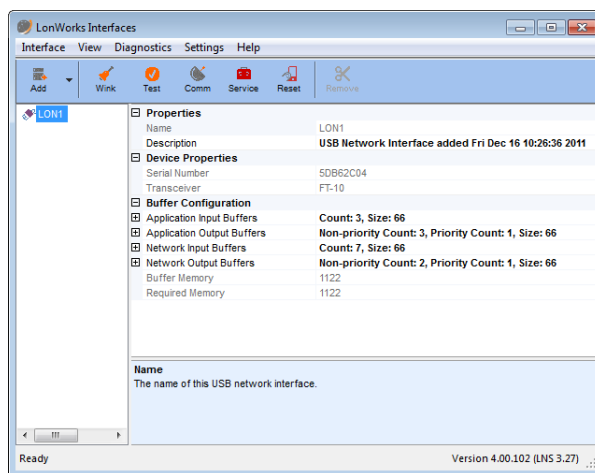 LonWorks Interfaces
Interface View Diagnostics Settings Help
Add Wink Test Comm Service Reset Remove
LON1
Properties
Name LON1
Description USB Network Interface added Fri Dec 16 10:26:36 2011
Device Properties
Serial Number 5DB62C04
Transceiver FT-10
Buffer Configuration
Application Input Buffers Count: 3, Size: 66
Application Output Buffers Non-priority Count: 3, Priority Count: 1, Size: 66
Network Input Buffers Count: 7, Size: 66
Network Output Buffers Non-priority Count: 2, Priority Count: 1, Size: 66
Buffer Memory 1122
Required Memory 1122
Name
The name of this USB network interface.
Ready Version 4.00.102 (LNS 3.27)